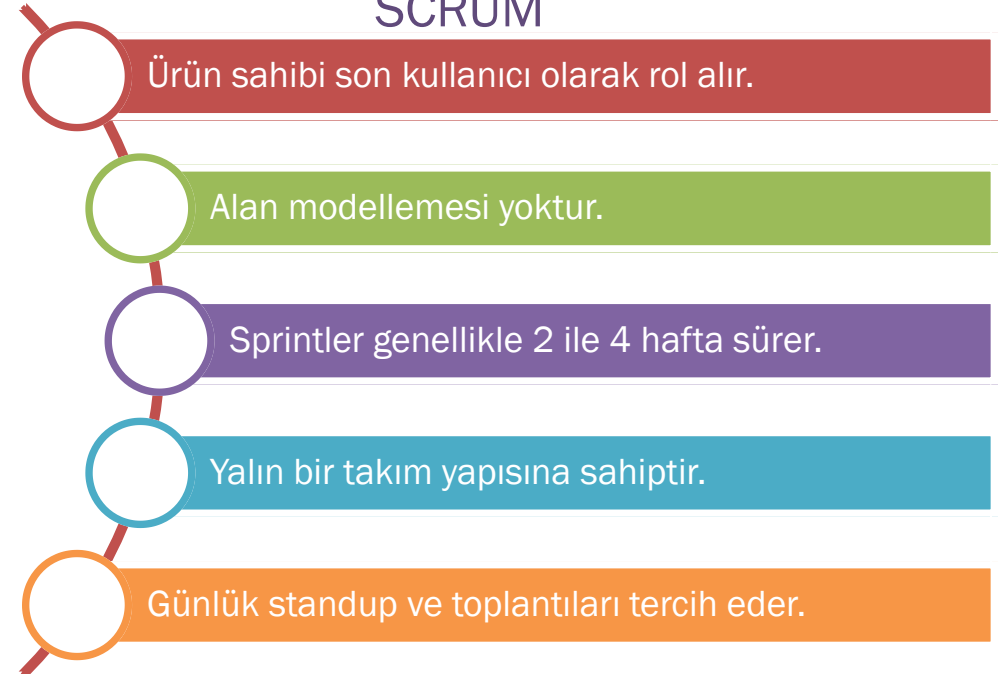 SCRUM
Ürün sahibi son kullanıcı olarak rol alır.
Alan modellemesi yoktur.
Sprintler genellikle 2 ile 4 hafta sürer.
Yalın bir takım yapısına sahiptir.
Günlük standup ve toplantıları tercih eder.